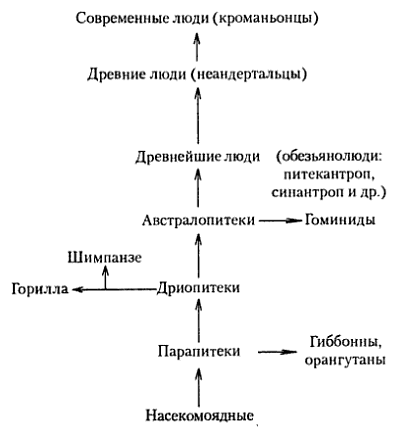 Современные люди (кроманьонцы)
Древние люди (неандертальцы)
Древнейшие люди (обезьянолюди:
питекантроп,
синантроп и др.)
Австралопитеки Гоминиды
Шимпанзе
Горилла Дриопитеки
Парапитеки Гиббонны,
орангутаны
Насекомоядные